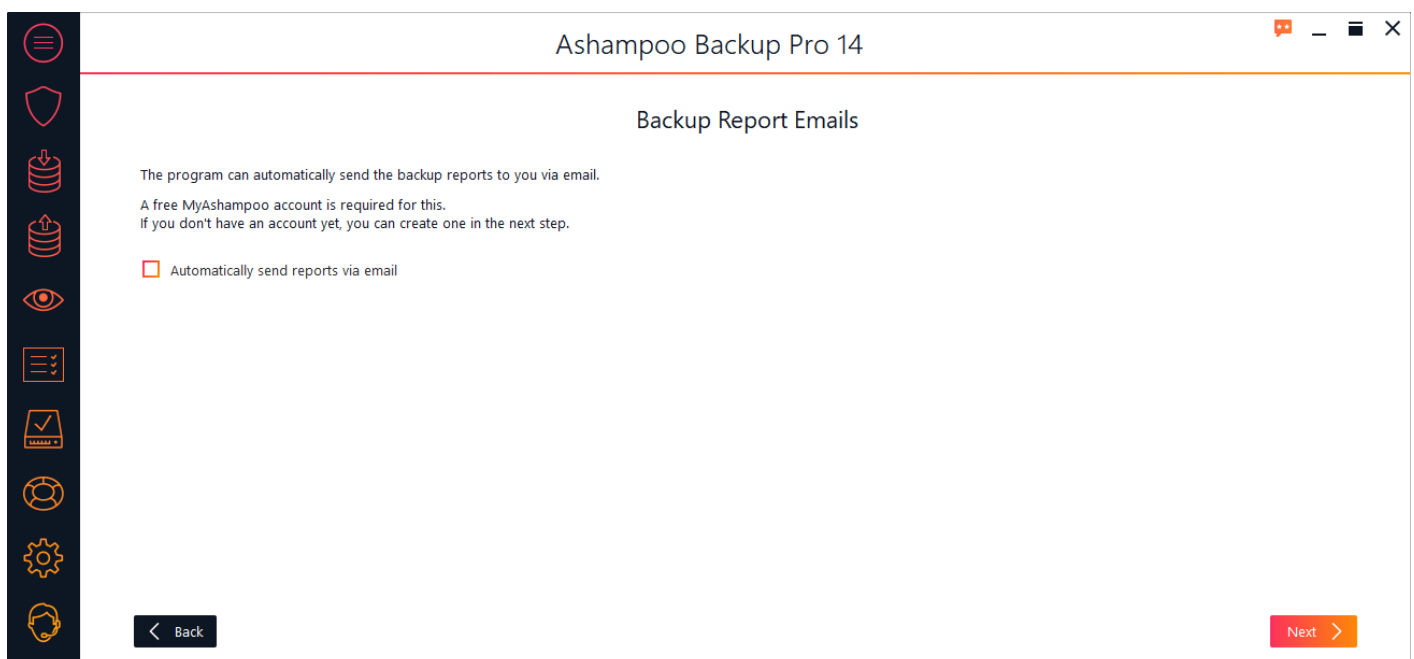 Ashampoo Backup Pro 14
Backup Report Emails
The program can automatically send the backup reports to you via email.
A free MyAshampoo account is required for this.
If you don't have an account yet, you can create one in the next step.
Automatically send reports via email
Back
Next